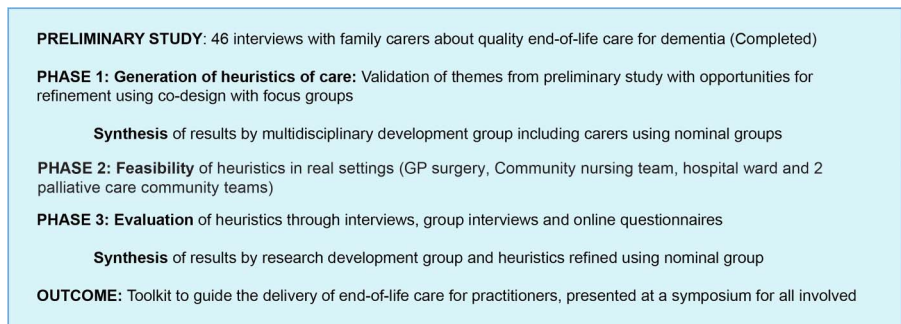 PRELIMINARY STUDY: 46 interviews with family carers about quality end-of-life care for dementia (Completed)
PHASE 1: Generation of heuristics of care: Validation of themes from preliminary study with opportunities for
refinement using co-design with focus groups
Synthesis of results by multidisciplinary development group including carers using nominal groups
PHASE 2: Feasibility of heuristics in real settings (GP surgery, Community nursing team, hospital ward and 2
palliative care community teams)
PHASE 3: Evaluation of heuristics through interviews, group interviews and online questionnaires
Synthesis of results by research development group and heuristics refined using nominal group
OUTCOME: Toolkit to guide the delivery of end-of-life care for practitioners, presented at a symposium for all involved